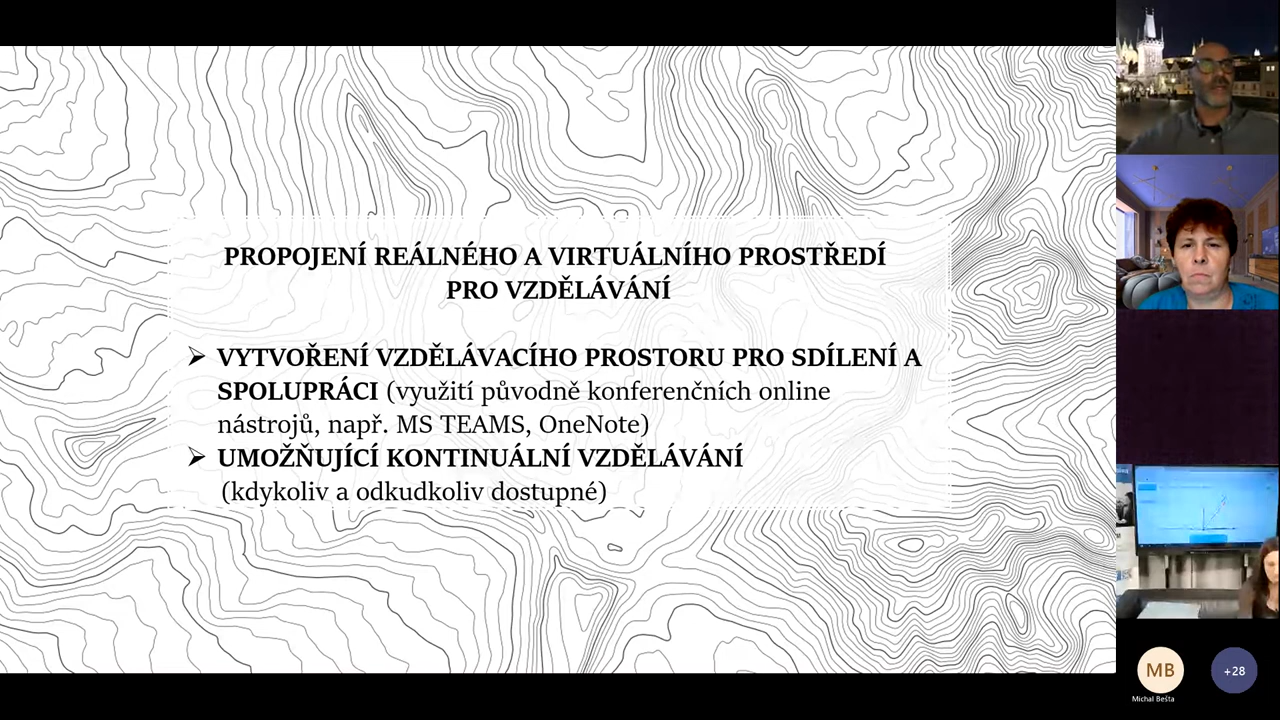 PROPOJENÍ REÁLNÉHO A VIRTUÁLNÍHO PROSTŘEDÍ
PRO VZDĚLÁVÁNÍ
➢ VYTVOŘENÍ VZDĚLÁVACÍHO PROSTORU PRO SDÍLENÍ A
SPOLUPRÁCI (využití původně konferenčních online
nástrojů, např. MS TEAMS, OneNote)
➢ UMOŽŇUJÍCÍ KONTINUÁLNÍ VZDĚLÁVÁNÍ
(kdykoliv a odkudkoliv dostupné)
MB
+28
Michal Bešta